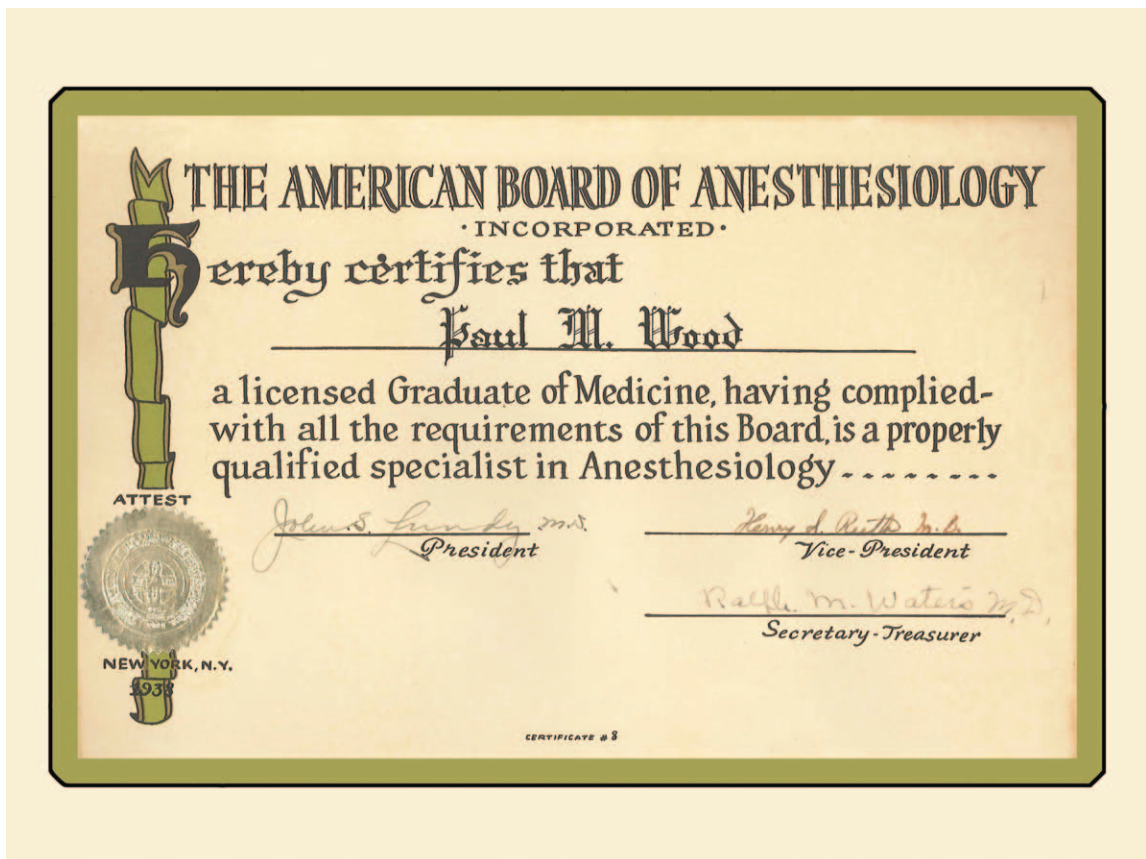 THE AMERICAN BOARD OF ANESTHESIOLOGY
·INCORPORATED·
Hereby certifies that
Paul M. Wood
a licensed Graduate of Medicine, having complied-
with all the requirements of this Board, is a properly
qualified specialist in Anesthesiology --------
ATTEST
John S. Lundy M.D.
President
Henry S. Ruth M.D.
Vice-President
Ralph M. Waters M.D.
Secretary-Treasurer
NEW YORK, N.Y.
CERTIFICATE #8